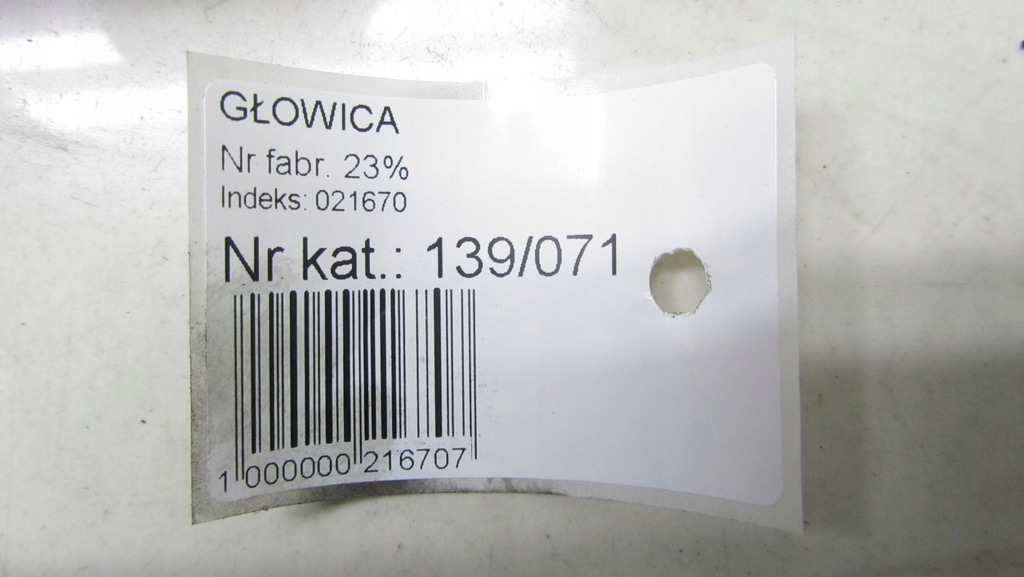 GŁOWICA
Nr fabr. 23%
Indeks: 021670
Nr kat.: 139/071
1 000000 216707